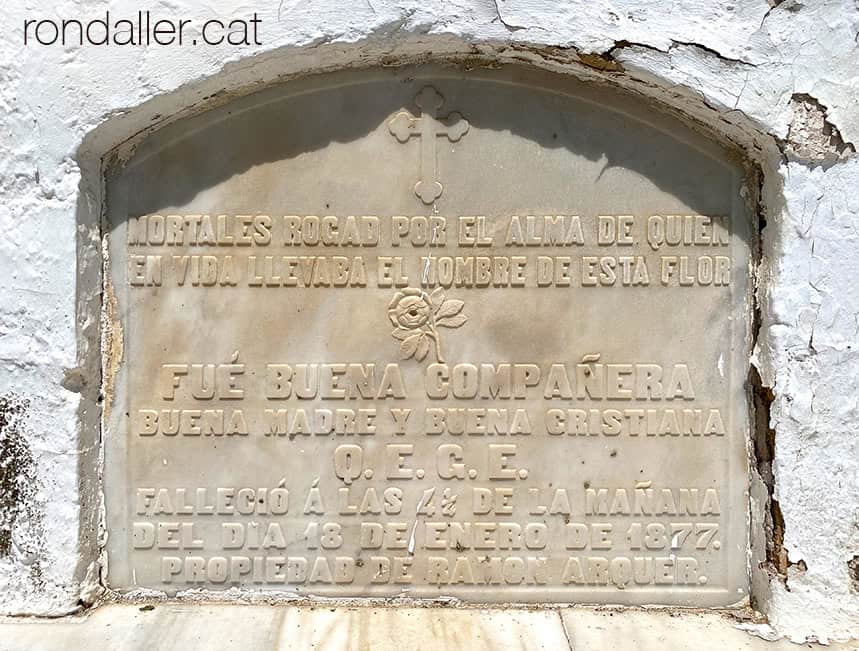 rondaller.cat
MORTALES ROGAD POR EL ALMA DE QUIEN
EN VIDA LLEVABA EL NOMBRE DE ESTA FLOR
FUÉ BUENA COMPAÑERA
BUENA MADRE Y BUENA CRISTIANA
Q. E. G. E.
FALLECIÓ Á LAS DE LA MAÑANA
DEL DIA 18 DE ENERO DE 1877.
PROPIEDAD DE RAMON ARQUER.